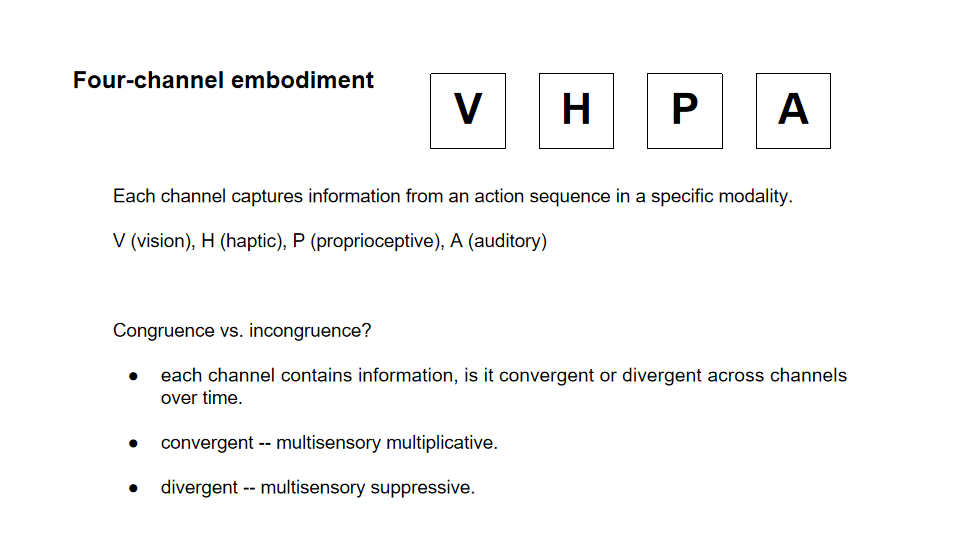 Four-channel embodiment
V H P A
Each channel captures information from an action sequence in a specific modality.
V (vision), H (haptic), P (proprioceptive), A (auditory)
Congruence vs. incongruence?
● each channel contains information, is it convergent or divergent across channels
over time.
● convergent -- multisensory multiplicative.
● divergent -- multisensory suppressive.